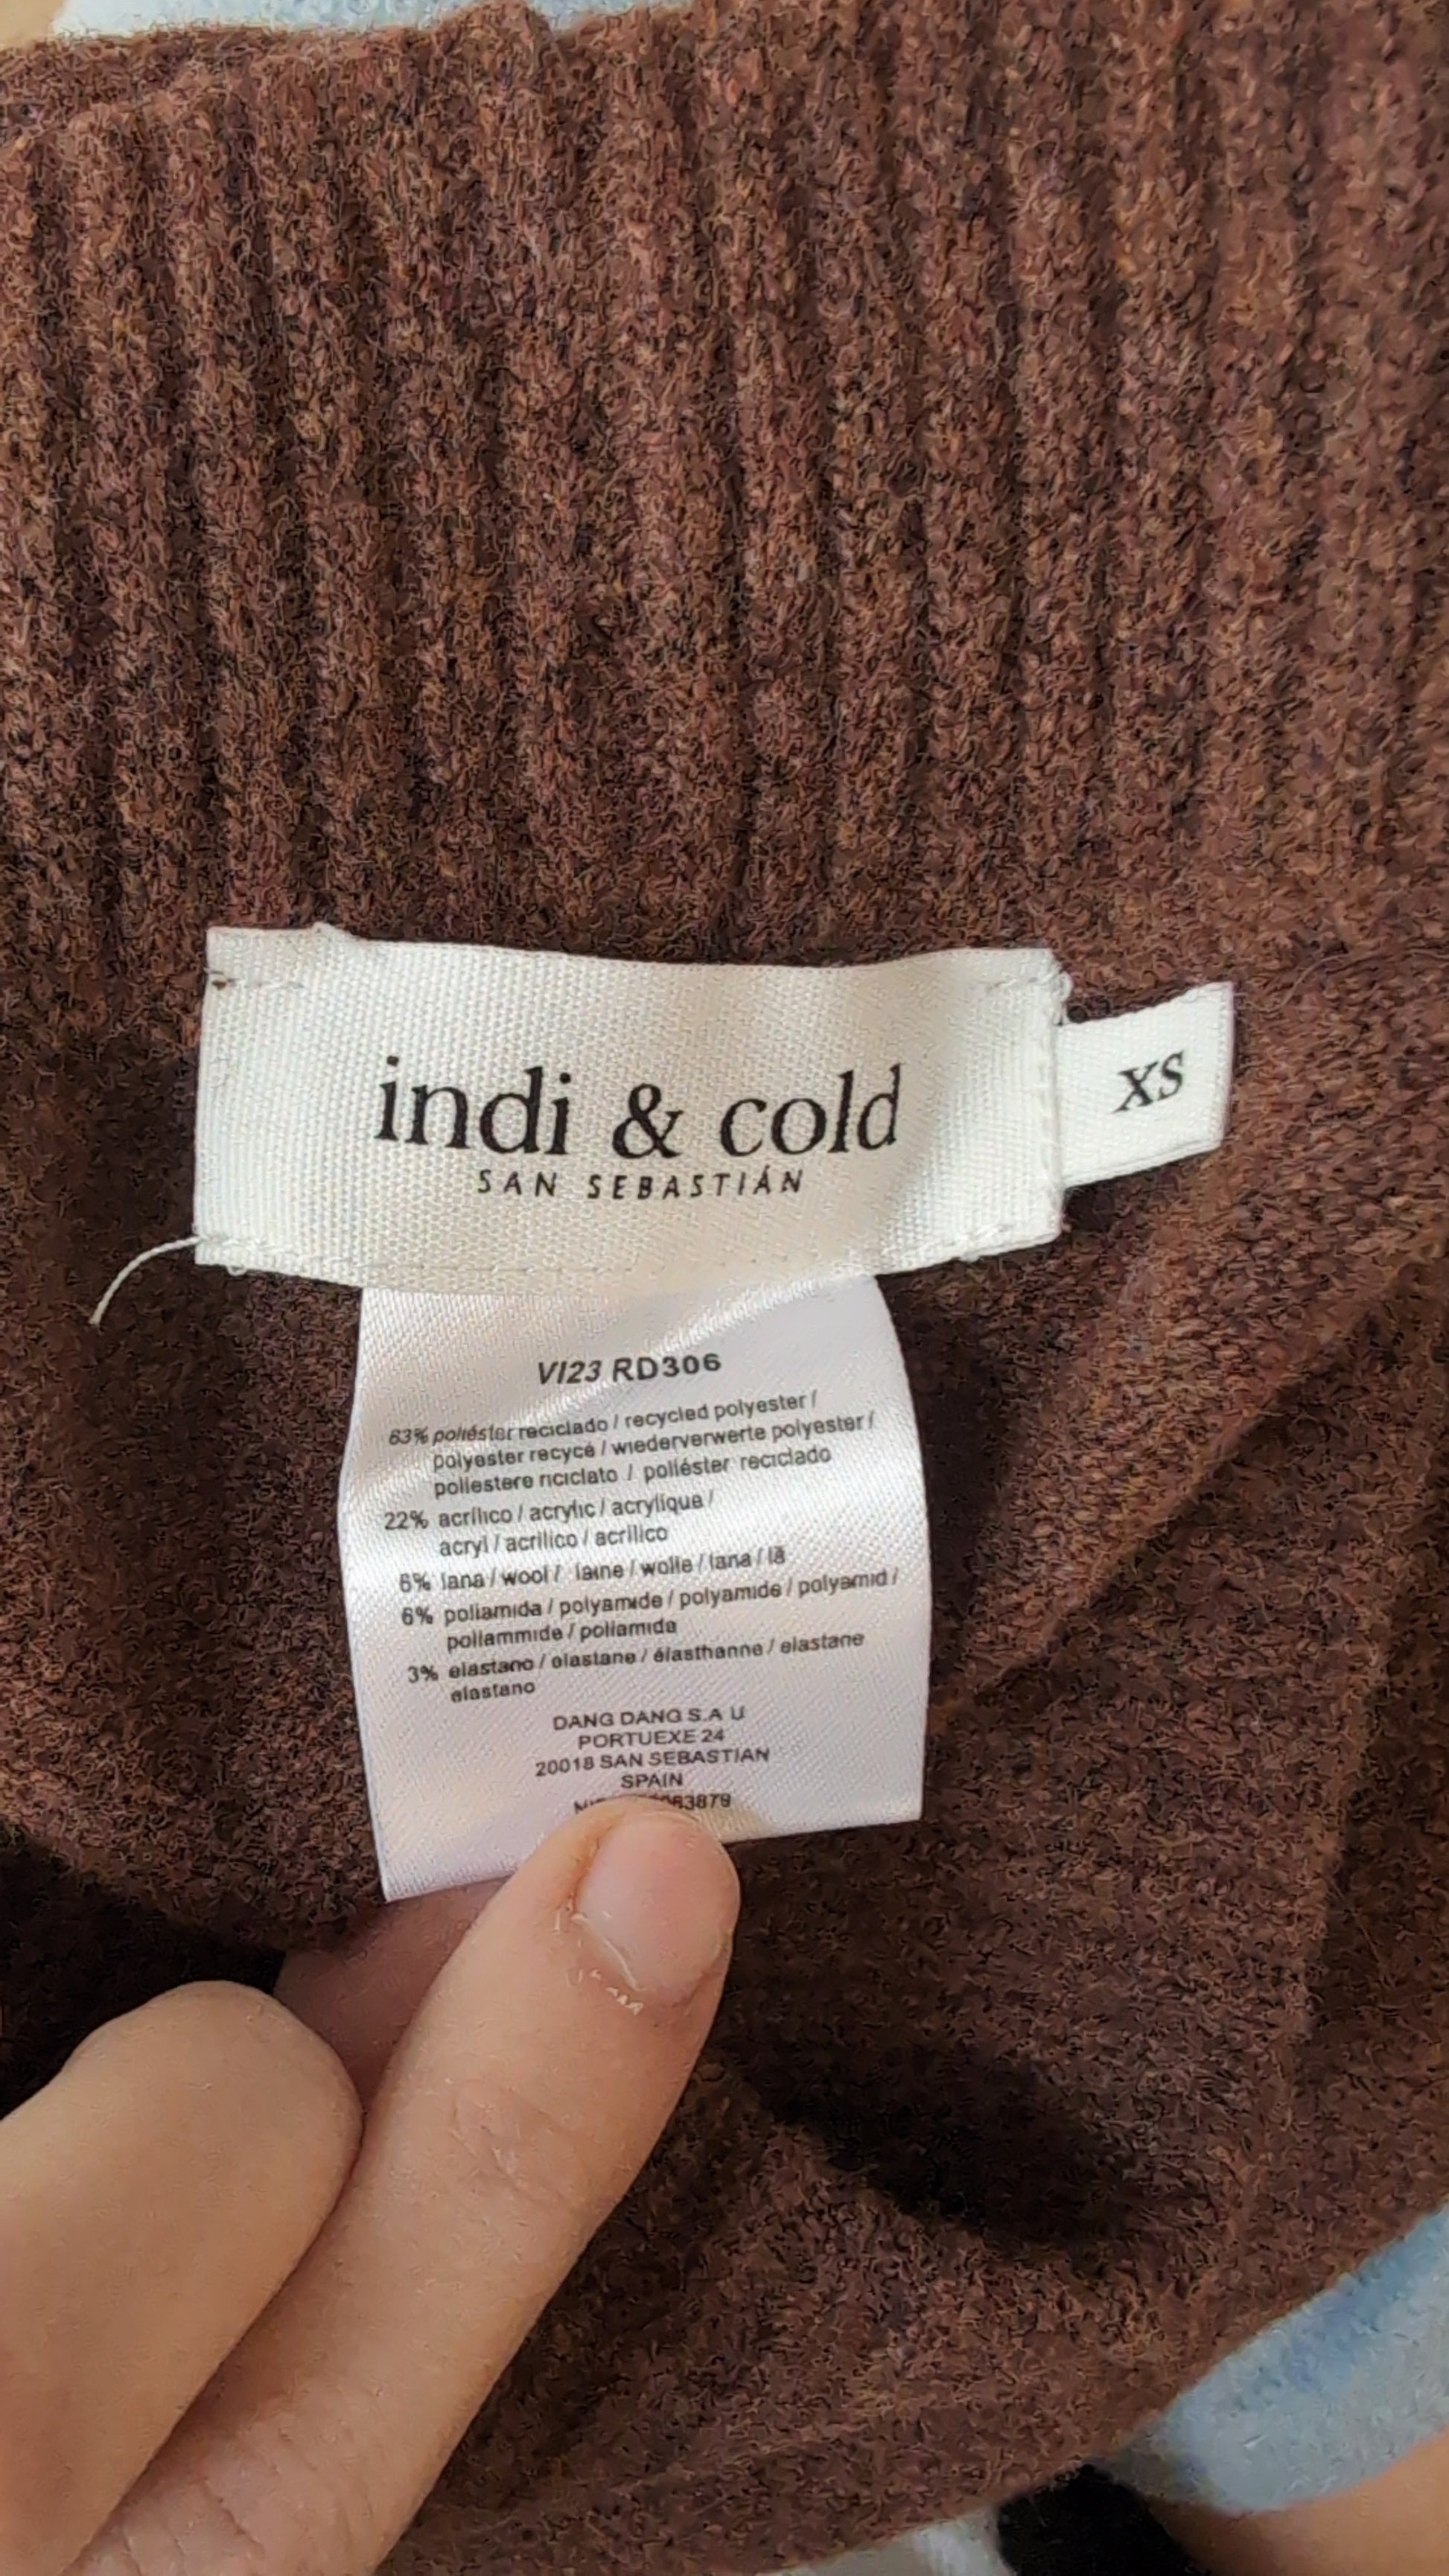 indi & cold
SAN SEBASTIÁN
XS
VI23 RD306
63% poliéster reciclado / recycled polyester /
polyester recycé / wiederverwerte polyester /
poliestere riciclato / poliéster reciclado
22% acrílico / acrylic / acrylique /
acryl / acrilico / acrílico
6% lana / wool / laine / wolle / lana / lã
6% poliamida / polyamide / polyamide / polyamid /
poliammide / poliamida
3% elastano / elastane / élasthanne / elastane
elastano
DANG DANG S.A U
PORTUEXE 24
20018 SAN SEBASTIAN
SPAIN